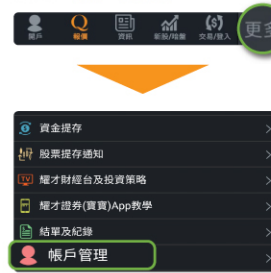 開戶 報價 資訊 新股/暗盤 交易/登入 更多
資金提存
股票提存通知
耀才財經台及投資策略
耀才證券(寶寶)App教學
結單及紀錄
帳戶管理